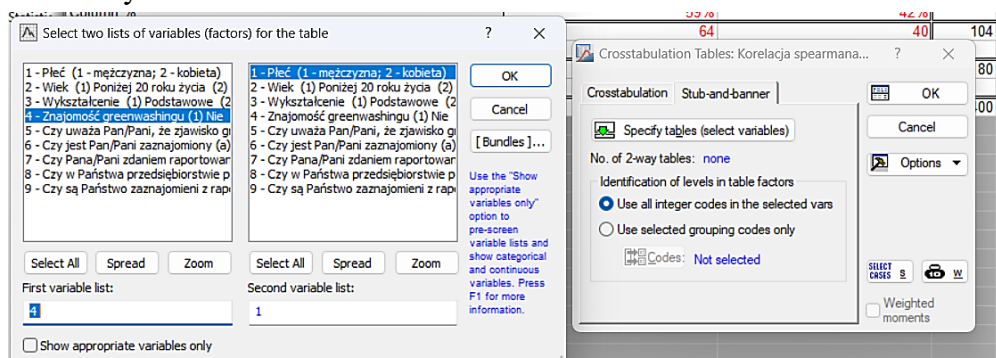 59%
42%
64
40
104
80
400
Select two lists of variables (factors) for the table
?
1 - Płeć (1 - mężczyzna; 2 - kobieta)
2 - Wiek (1) Poniżej 20 roku życia (2)
3 - Wykształcenie (1) Podstawowe (2
4 - Znajomość greenwashingu (1) Nie
5 - Czy uważa Pan/Pani, że zjawisko
6 - Czy jest Pan/Pani zaznajomiony (a)
7 - Czy Pana/Pani zdaniem raportowan
8 - Czy w Państwa przedsiębiorstwie p
9 - Czy są Państwo zaznajomieni z rap
1 - Płeć (1 - mężczyzna; 2 - kobieta)
2 - Wiek (1) Poniżej 20 roku życia (2)
3 - Wykształcenie (1) Podstawowe (2
4 - Znajomość greenwashingu (1) Nie
5 - Czy uważa Pan/Pani, że zjawisko
6 - Czy jest Pan/Pani zaznajomiony (a)
7 - Czy Pana/Pani zdaniem raportowan
8 - Czy w Państwa przedsiębiorstwie p
9 - Czy są Państwo zaznajomieni z rap
OK
Cancel
[ Bundles ]...
Use the "Show
appropriate
variables only"
option to
pre-screen
variable lists and
show categorical
and continuous
variables. Press
F1 for more
information.
Select All Spread Zoom
Select All Spread Zoom
First variable list:
4
Second variable list:
1
Show appropriate variables only
Crosstabulation Tables: Korelacja spearmana...
?
Crosstabulation Stub-and-banner
Specify tables (select variables)
No. of 2-way tables: none
Identification of levels in table factors
Use all integer codes in the selected vars
Use selected grouping codes only
Codes: Not selected
OK
Cancel
Options
SELECT
CASES S
W
Weighted
moments